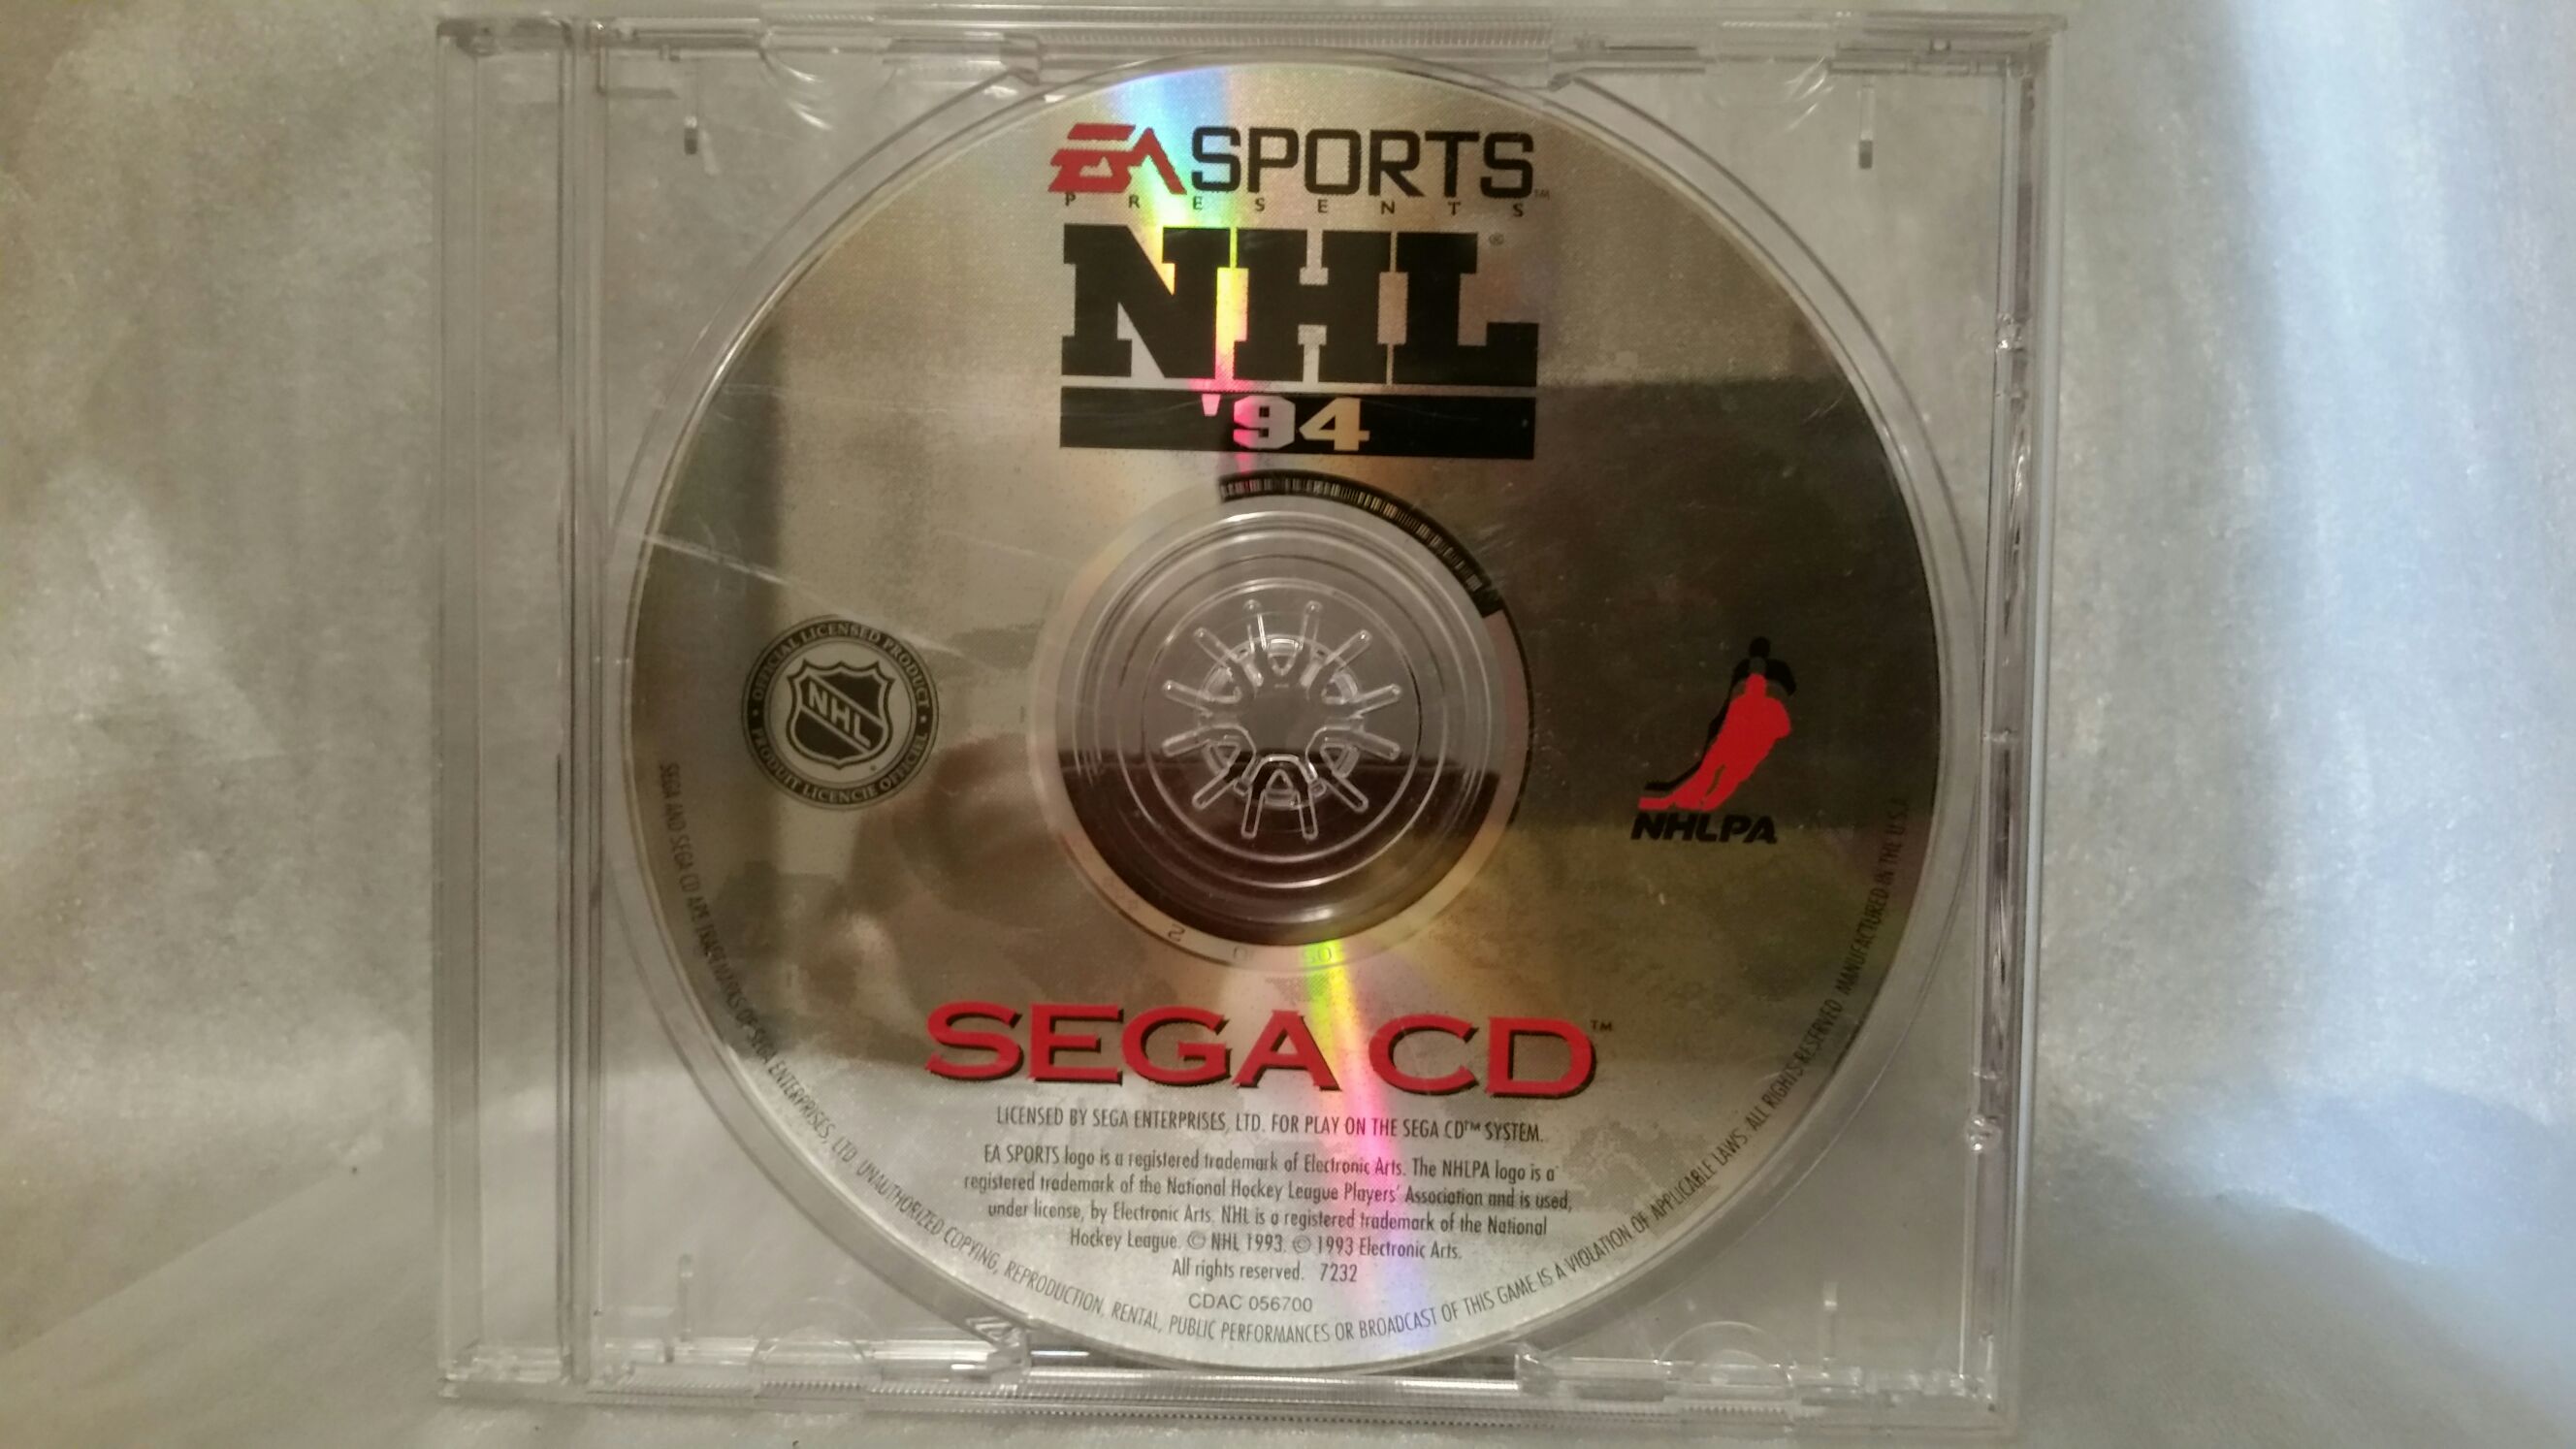 EA SPORTS™
PRESENTS
NHL®
'94
OFFICIAL LICENSED PRODUCT
NHL
PRODUIT LICENCIE OFFICIEL
NHLPA
SEGA CD™
LICENSED BY SEGA ENTERPRISES, LTD. FOR PLAY ON THE SEGA CD™ SYSTEM.
EA SPORTS logo is a registered trademark of Electronic Arts. The NHLPA logo is a
registered trademark of the National Hockey League Players' Association and is used,
under license, by Electronic Arts. NHL is a registered trademark of the National
Hockey League. © NHL 1993. © 1993 Electronic Arts.
All rights reserved. 7232
CDAC 056700
SEGA AND SEGA CD ARE TRADEMARKS OF SEGA ENTERPRISES, LTD. UNAUTHORIZED COPYING, REPRODUCTION, RENTAL, PUBLIC PERFORMANCES OR BROADCAST OF THIS GAME IS A VIOLATION OF APPLICABLE LAWS. ALL RIGHTS RESERVED. MANUFACTURED IN THE U.S.A.